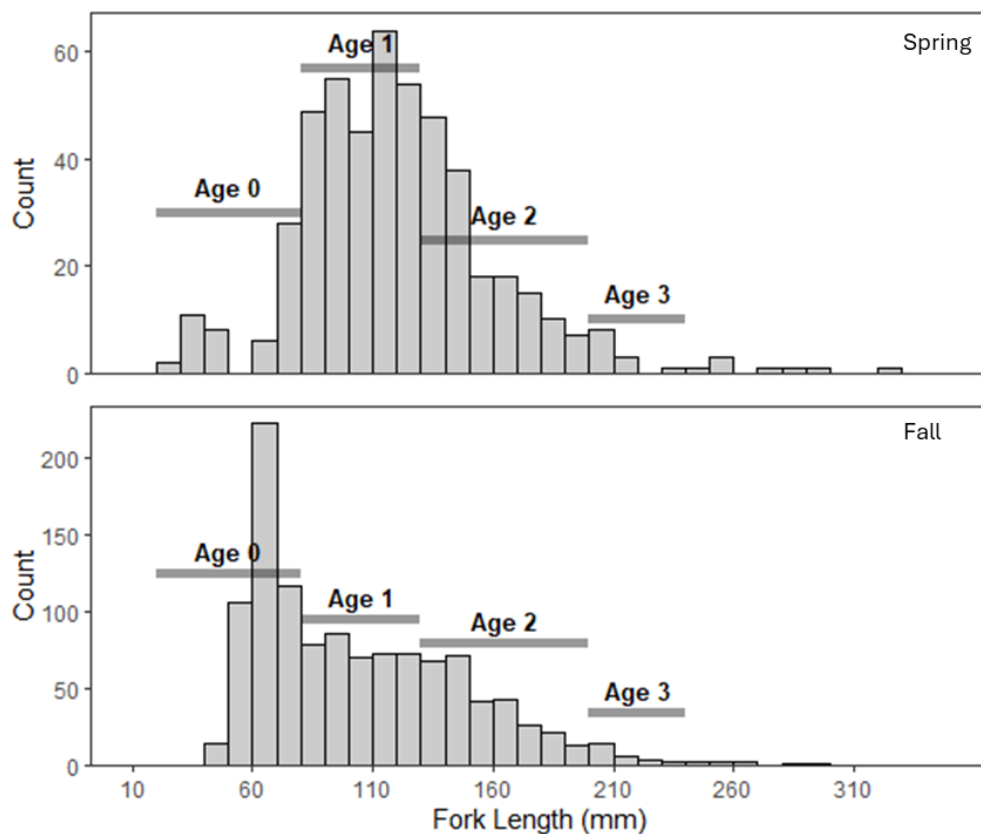 Spring
Age 1
60
Count
40
Age 0
Age 2
20
Age 3
0
Fall
200
Count
150
Age 0
100
Age 1
Age 2
50
Age 3
0
10 60 110 160 210 260 310
Fork Length (mm)